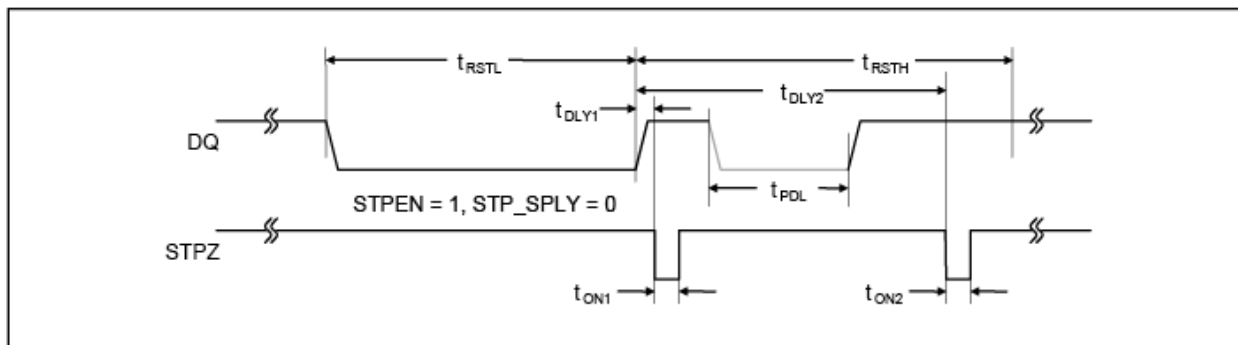 tRSTL
tRSTH
tDLY2
tDLY1
DQ
tPDL
STPEN = 1, STP_SPLY = 0
STPZ
tON1
tON2